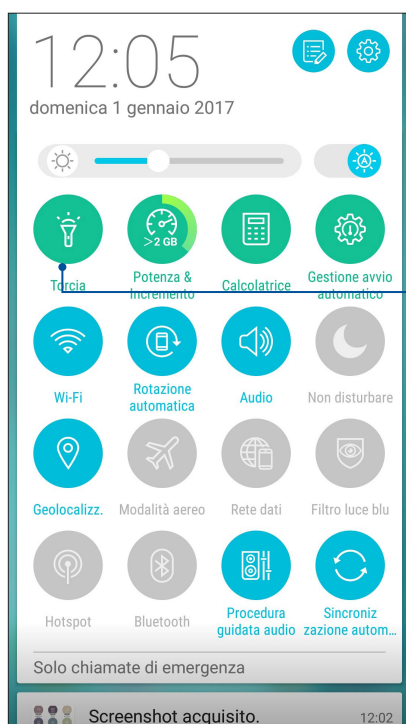 12:05
domenica 1 gennaio 2017
A
>2 GB
Torcia
Potenza &
Incremento
Calcolatrice
Gestione avvio
automatico
Wi-Fi
Rotazione
automatica
Audio
Non disturbare
Geolocalizz.
Modalità aereo
Rete dati
Filtro luce blu
Hotspot
Bluetooth
Procedura
guidata audio
Sincroniz
zazione autom...
Solo chiamate di emergenza
Screenshot acquisito.
12:02